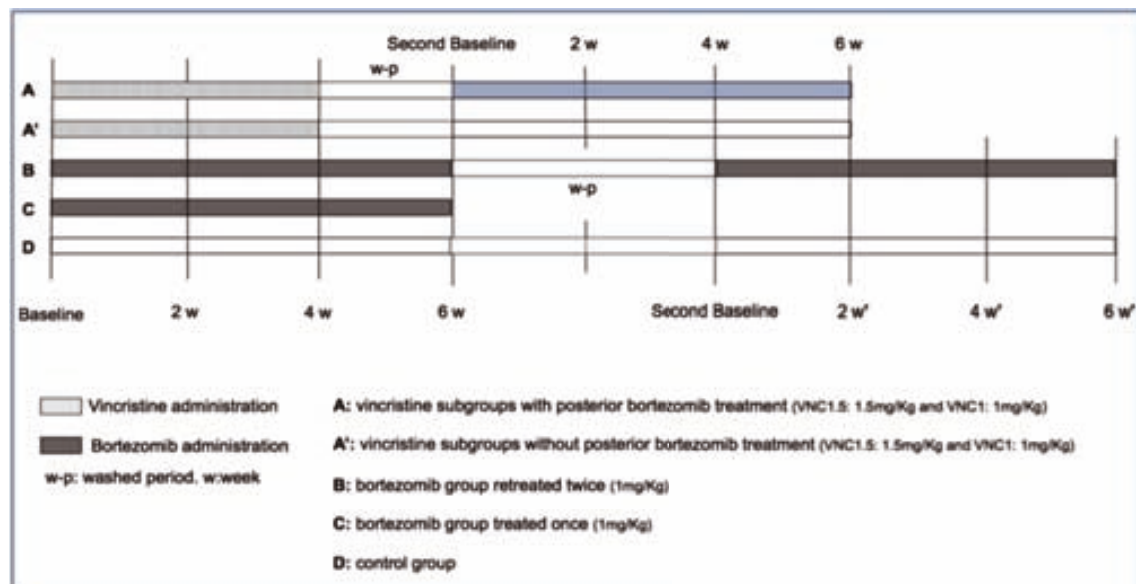 Second Baseline 2 w 4 w 6 w
w-p
A
A'
B
w-p
C
D
Baseline 2 w 4 w 6 w Second Baseline 2 w' 4 w' 6 w'
Vincristine administration
Bortezomib administration
w-p: washed period, w:week
A: vincristine subgroups with posterior bortezomib treatment (VNC1.5: 1.5mg/Kg and VNC1: 1mg/Kg)
A': vincristine subgroups without posterior bortezomib treatment (VNC1.5: 1.5mg/Kg and VNC1: 1mg/Kg)
B: bortezomib group retreated twice (1mg/Kg)
C: bortezomib group treated once (1mg/Kg)
D: control group